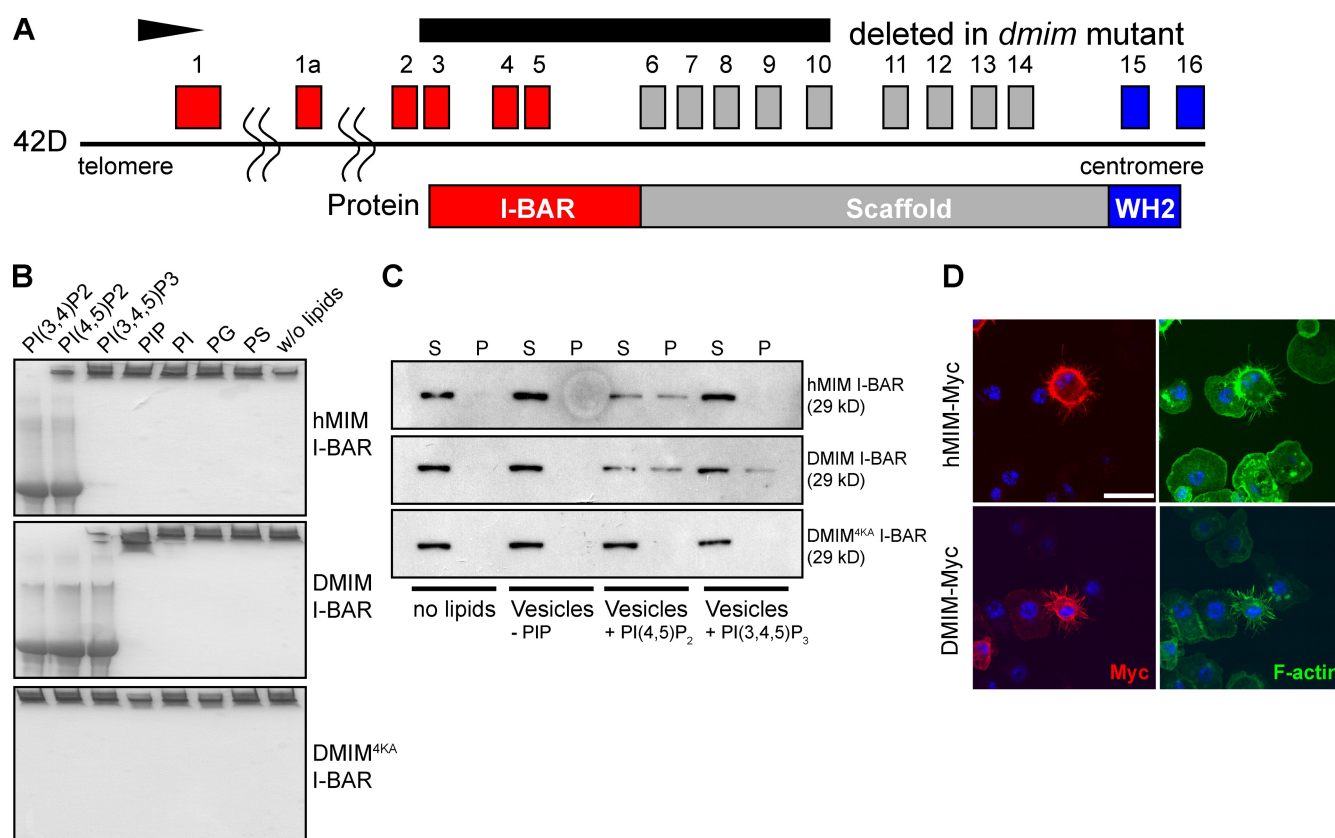 A
deleted in dmim mutant
1 1a 2 3 4 5 6 7 8 9 10 11 12 13 14 15 16
42D
telomere
centromere
Protein I-BAR Scaffold WH2
B
PI(3,4)P2 PI(4,5)P2 PI(3,4,5)P3 PIP PI PG PS w/o lipids
hMIM
I-BAR
DMIM
I-BAR
DMIM4KA
I-BAR
C
S P S P S P S P
hMIM I-BAR
(29 kD)
DMIM I-BAR
(29 kD)
DMIM4KA I-BAR
(29 kD)
no lipids Vesicles Vesicles Vesicles
- PIP + PI(4,5)P2 + PI(3,4,5)P3
D
hMIM-Myc
DMIM-Myc
Myc F-actin